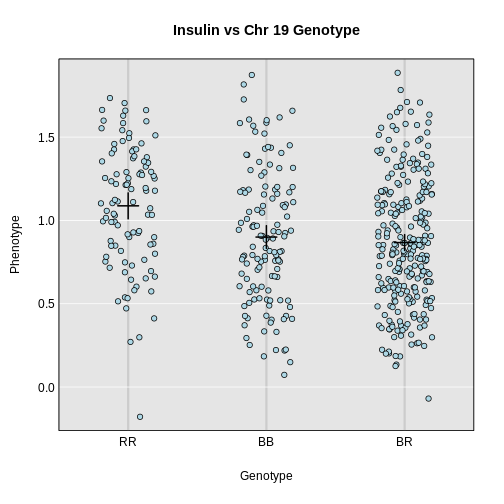 Insulin vs Chr 19 Genotype
Phenotype
1.5
1.0
0.5
0.0
RR BB BR
Genotype